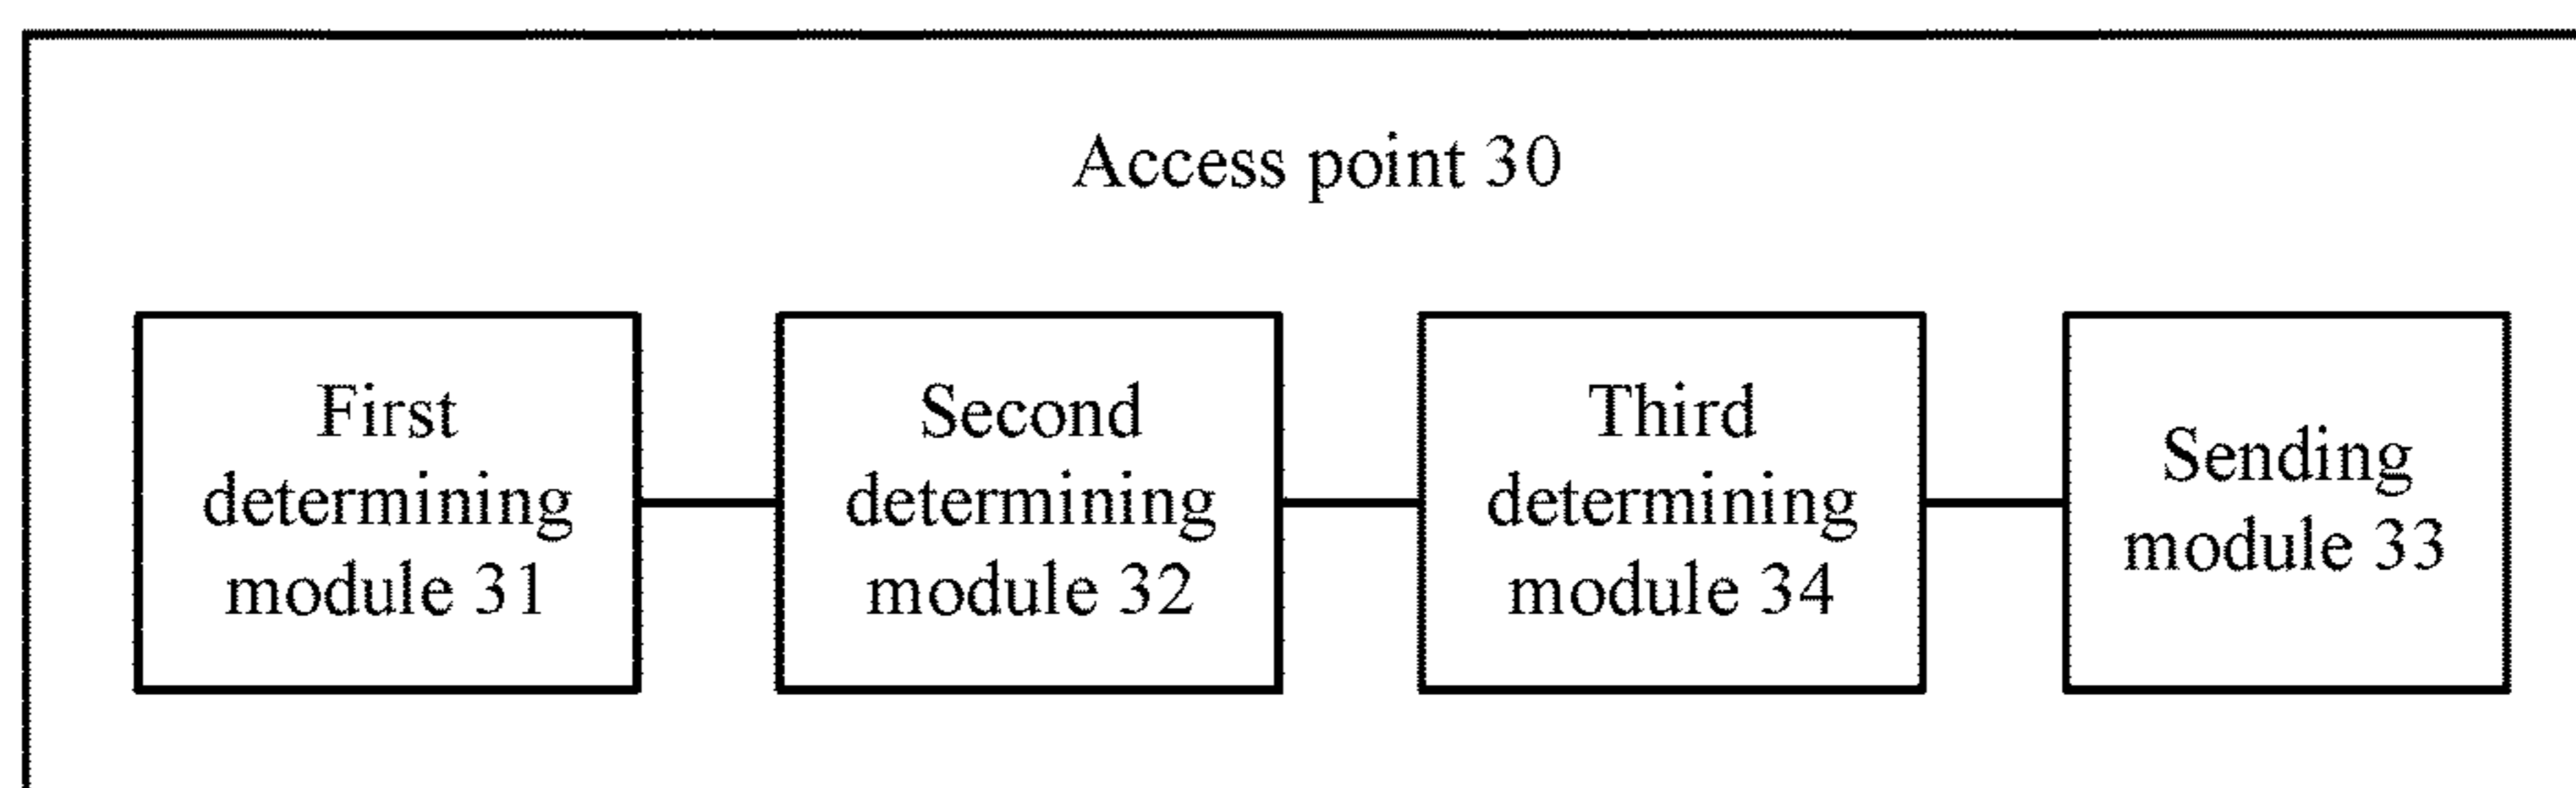 Access point 30
First
determining
module 31
Second
determining
module 32
Third
determining
module 34
Sending
module 33